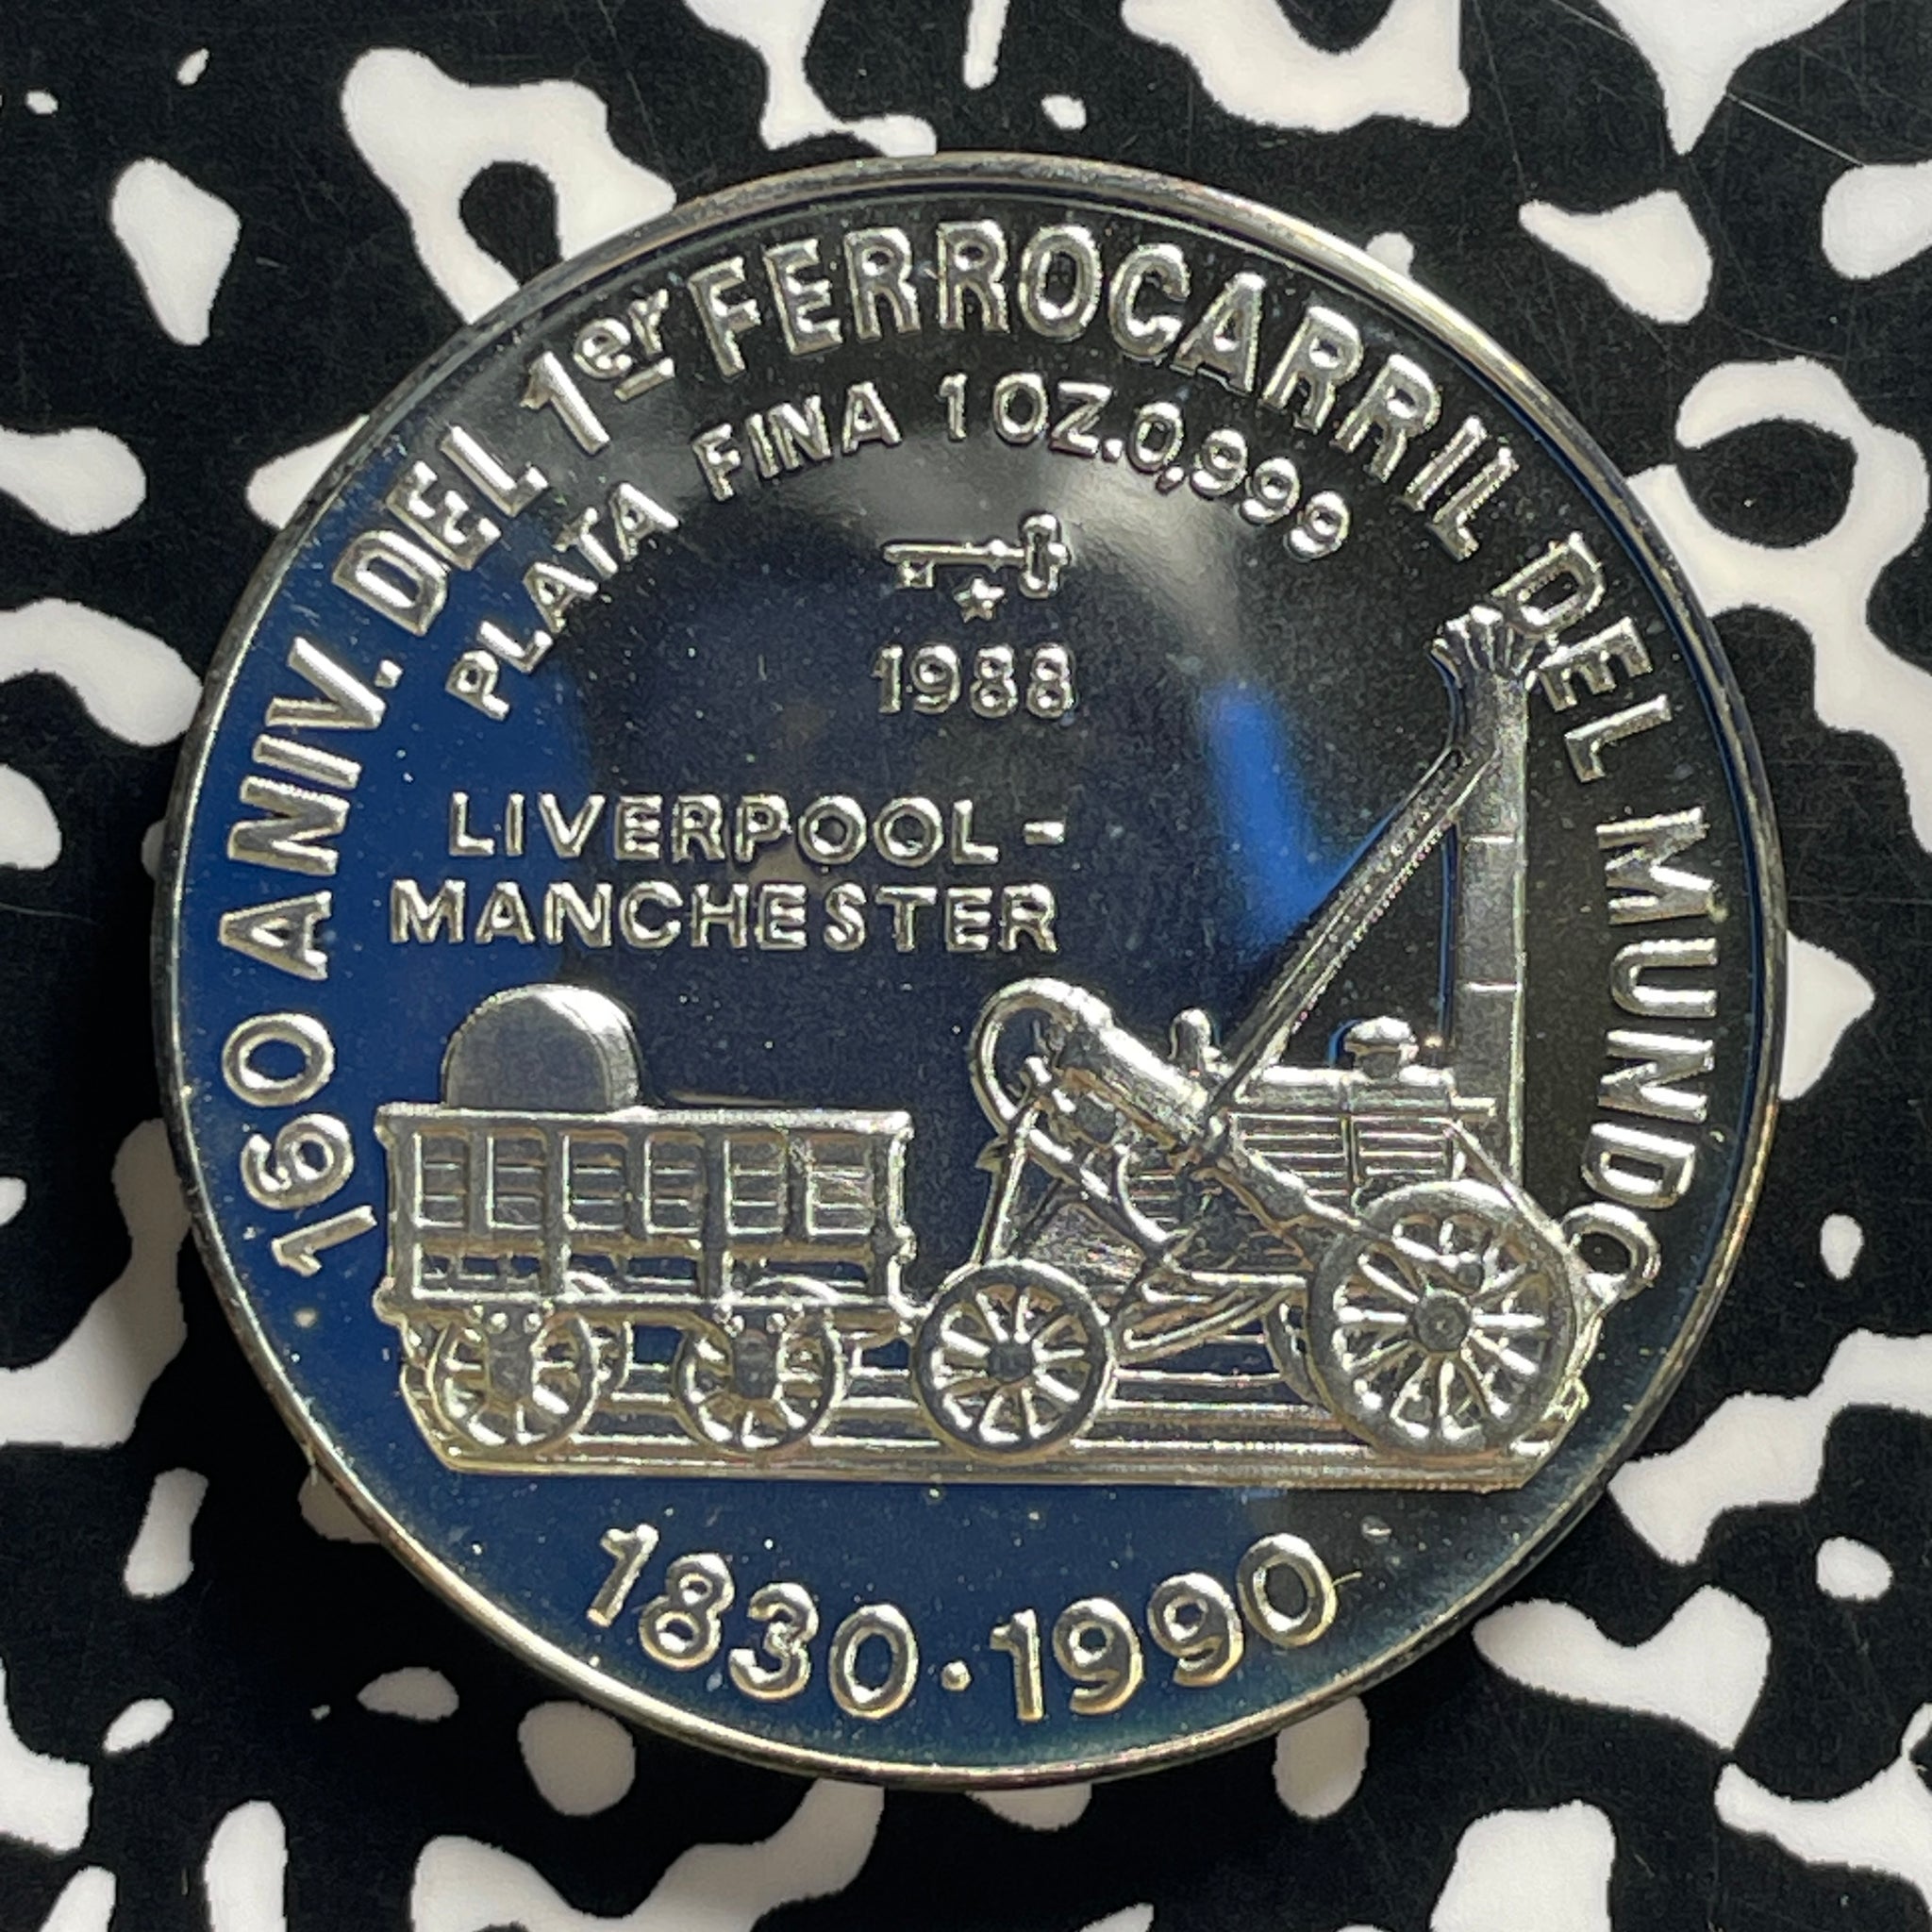 160 ANIV. DEL 1er FERROCARRIL DEL MUNDO
PLATA FINA 1 OZ. 0,999
1988
LIVERPOOL -
MANCHESTER
1830 · 1990